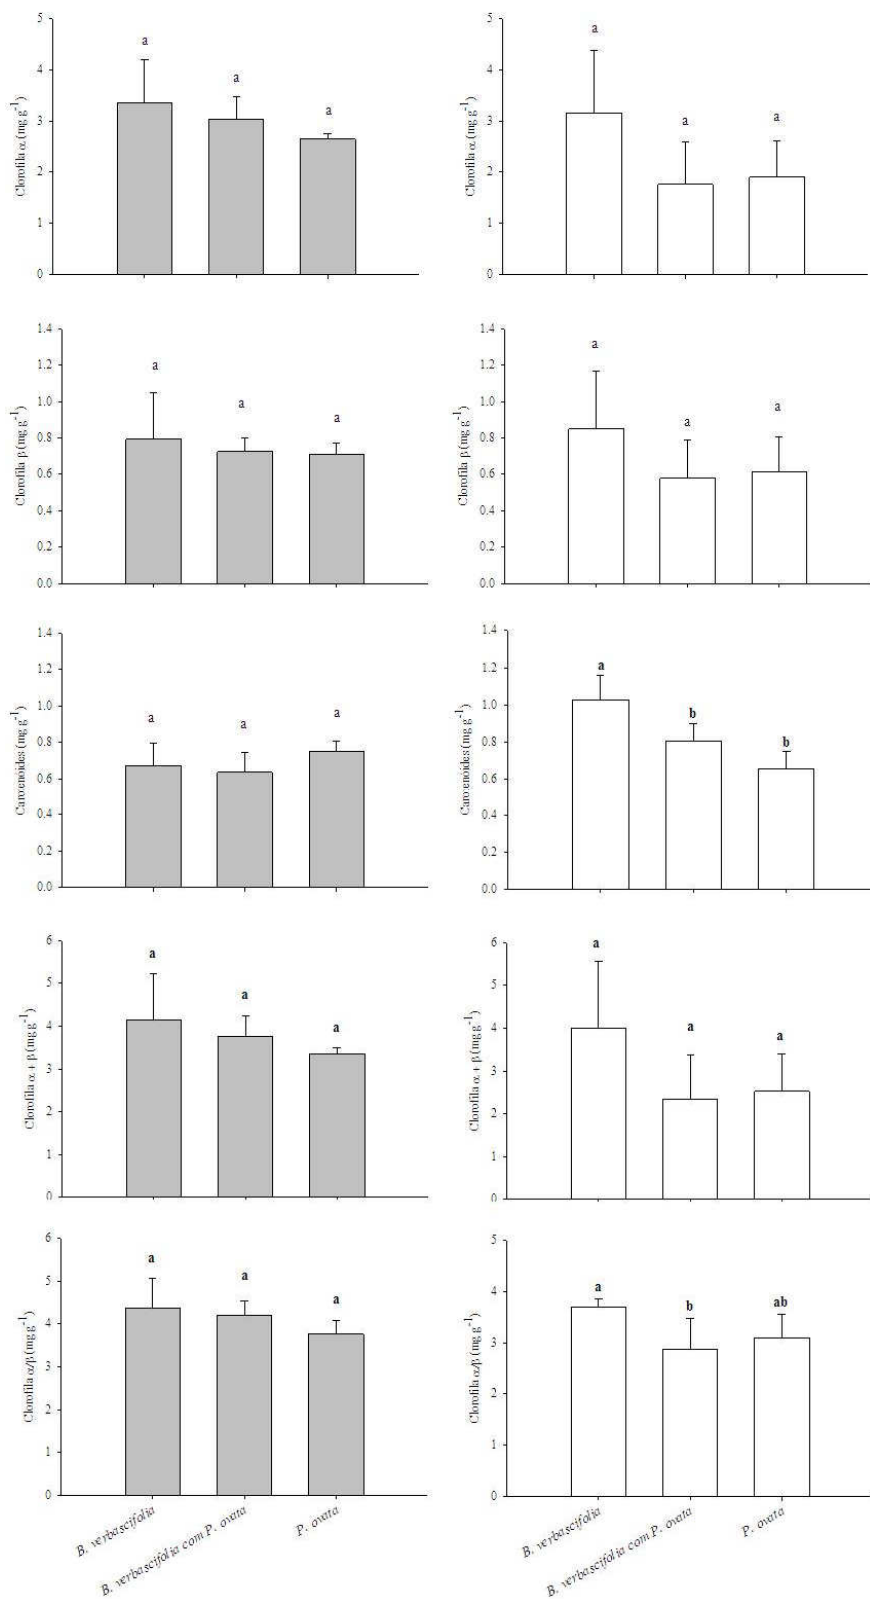 5
a
4
a
a
3
2
1
0
Clorofila α (mg g-1)
5
a
4
a
a
3
2
1
0
Clorofila α (mg g-1)
1.4
1.2
a
1.0
a
a
0.8
0.6
0.4
0.2
0.0
Clorofila β (mg g-1)
1.4
a
1.2
1.0
a
a
0.8
0.6
0.4
0.2
0.0
Clorofila β (mg g-1)
1.4
1.2
1.0
a
a
a
0.8
0.6
0.4
0.2
0.0
Caroenóides (mg g-1)
1.4
a
1.2
1.0
b
b
0.8
0.6
0.4
0.2
0.0
Caroenóides (mg g-1)
6
a
5
a
a
4
3
2
1
0
Clorofila α + β (mg g-1)
6
a
5
a
a
4
3
2
1
0
Clorofila α + β (mg g-1)
6
a
a
a
5
4
3
2
1
0
Clorofila α/β (mg g-1)
5
a
b
ab
4
3
2
1
0
Clorofila α/β (mg g-1)
B. verbascifolia
B. verbascifolia com P. ovata
P. ovata
B. verbascifolia
B. verbascifolia com P. ovata
P. ovata